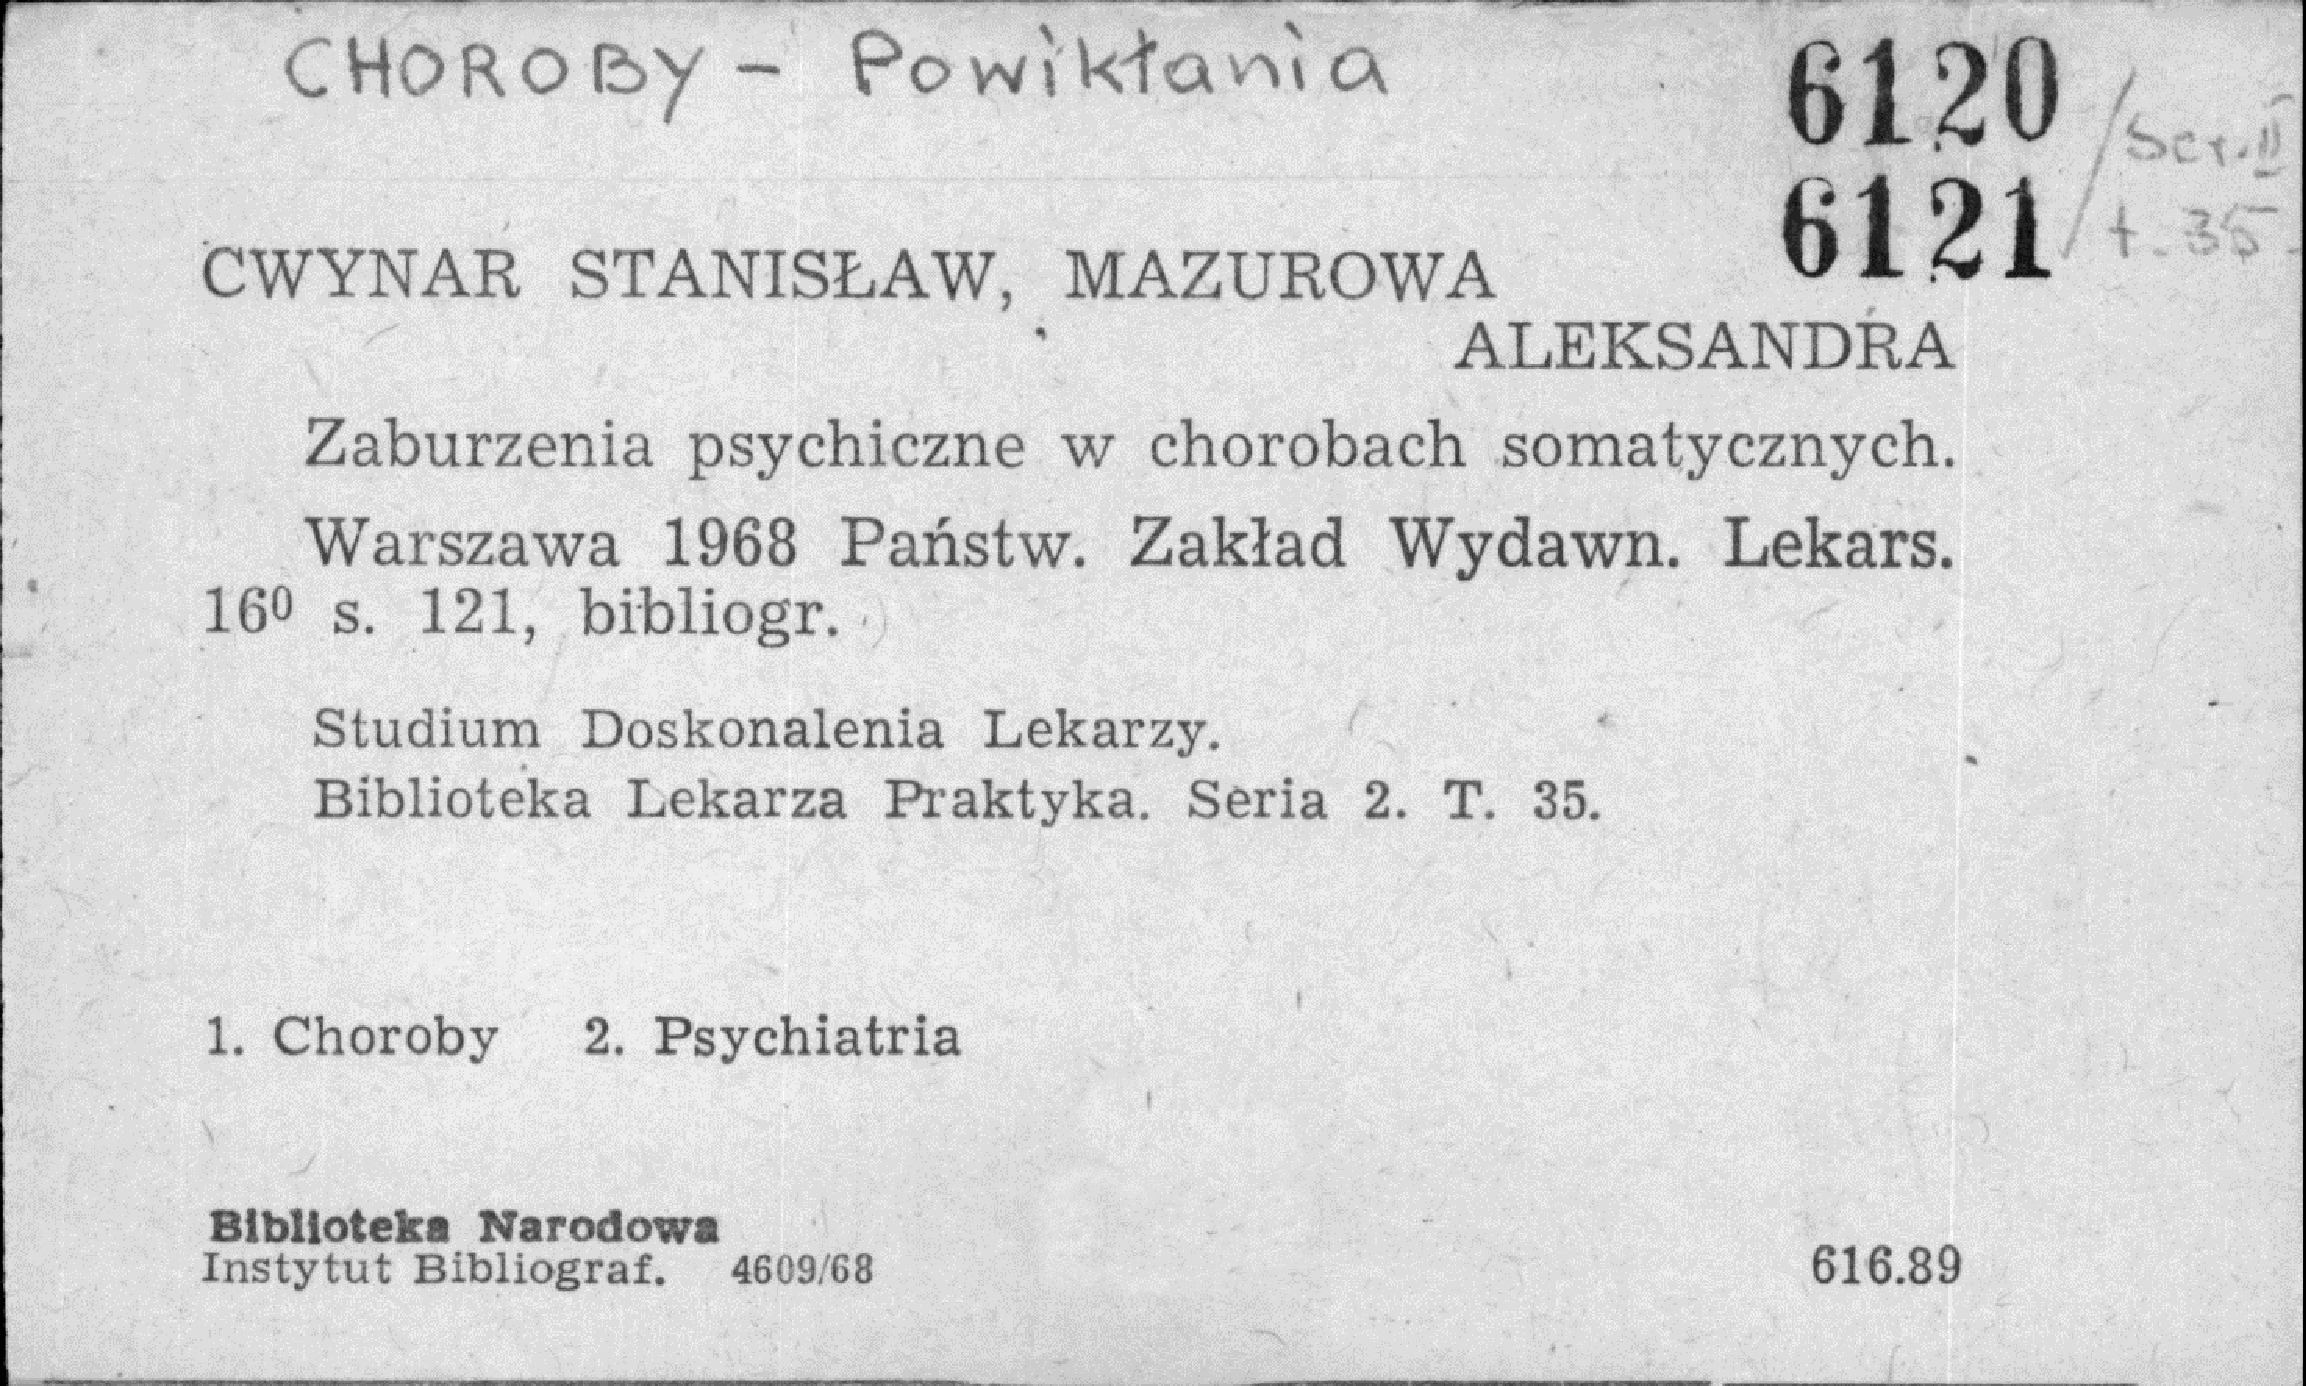 CHOROBY - Powikłania
6120
6121
/ Ser. II
t. 35
CWYNAR STANISŁAW, MAZUROWA
ALEKSANDRA
Zaburzenia psychiczne w chorobach somatycznych.
Warszawa 1968 Państw. Zakład Wydawn. Lekars.
16⁰ s. 121, bibliogr.
Studium Doskonalenia Lekarzy.
Biblioteka Lekarza Praktyka. Seria 2. T. 35.
1. Choroby 2. Psychiatria
Biblioteka Narodowa
Instytut Bibliograf. 4609/68
616.89